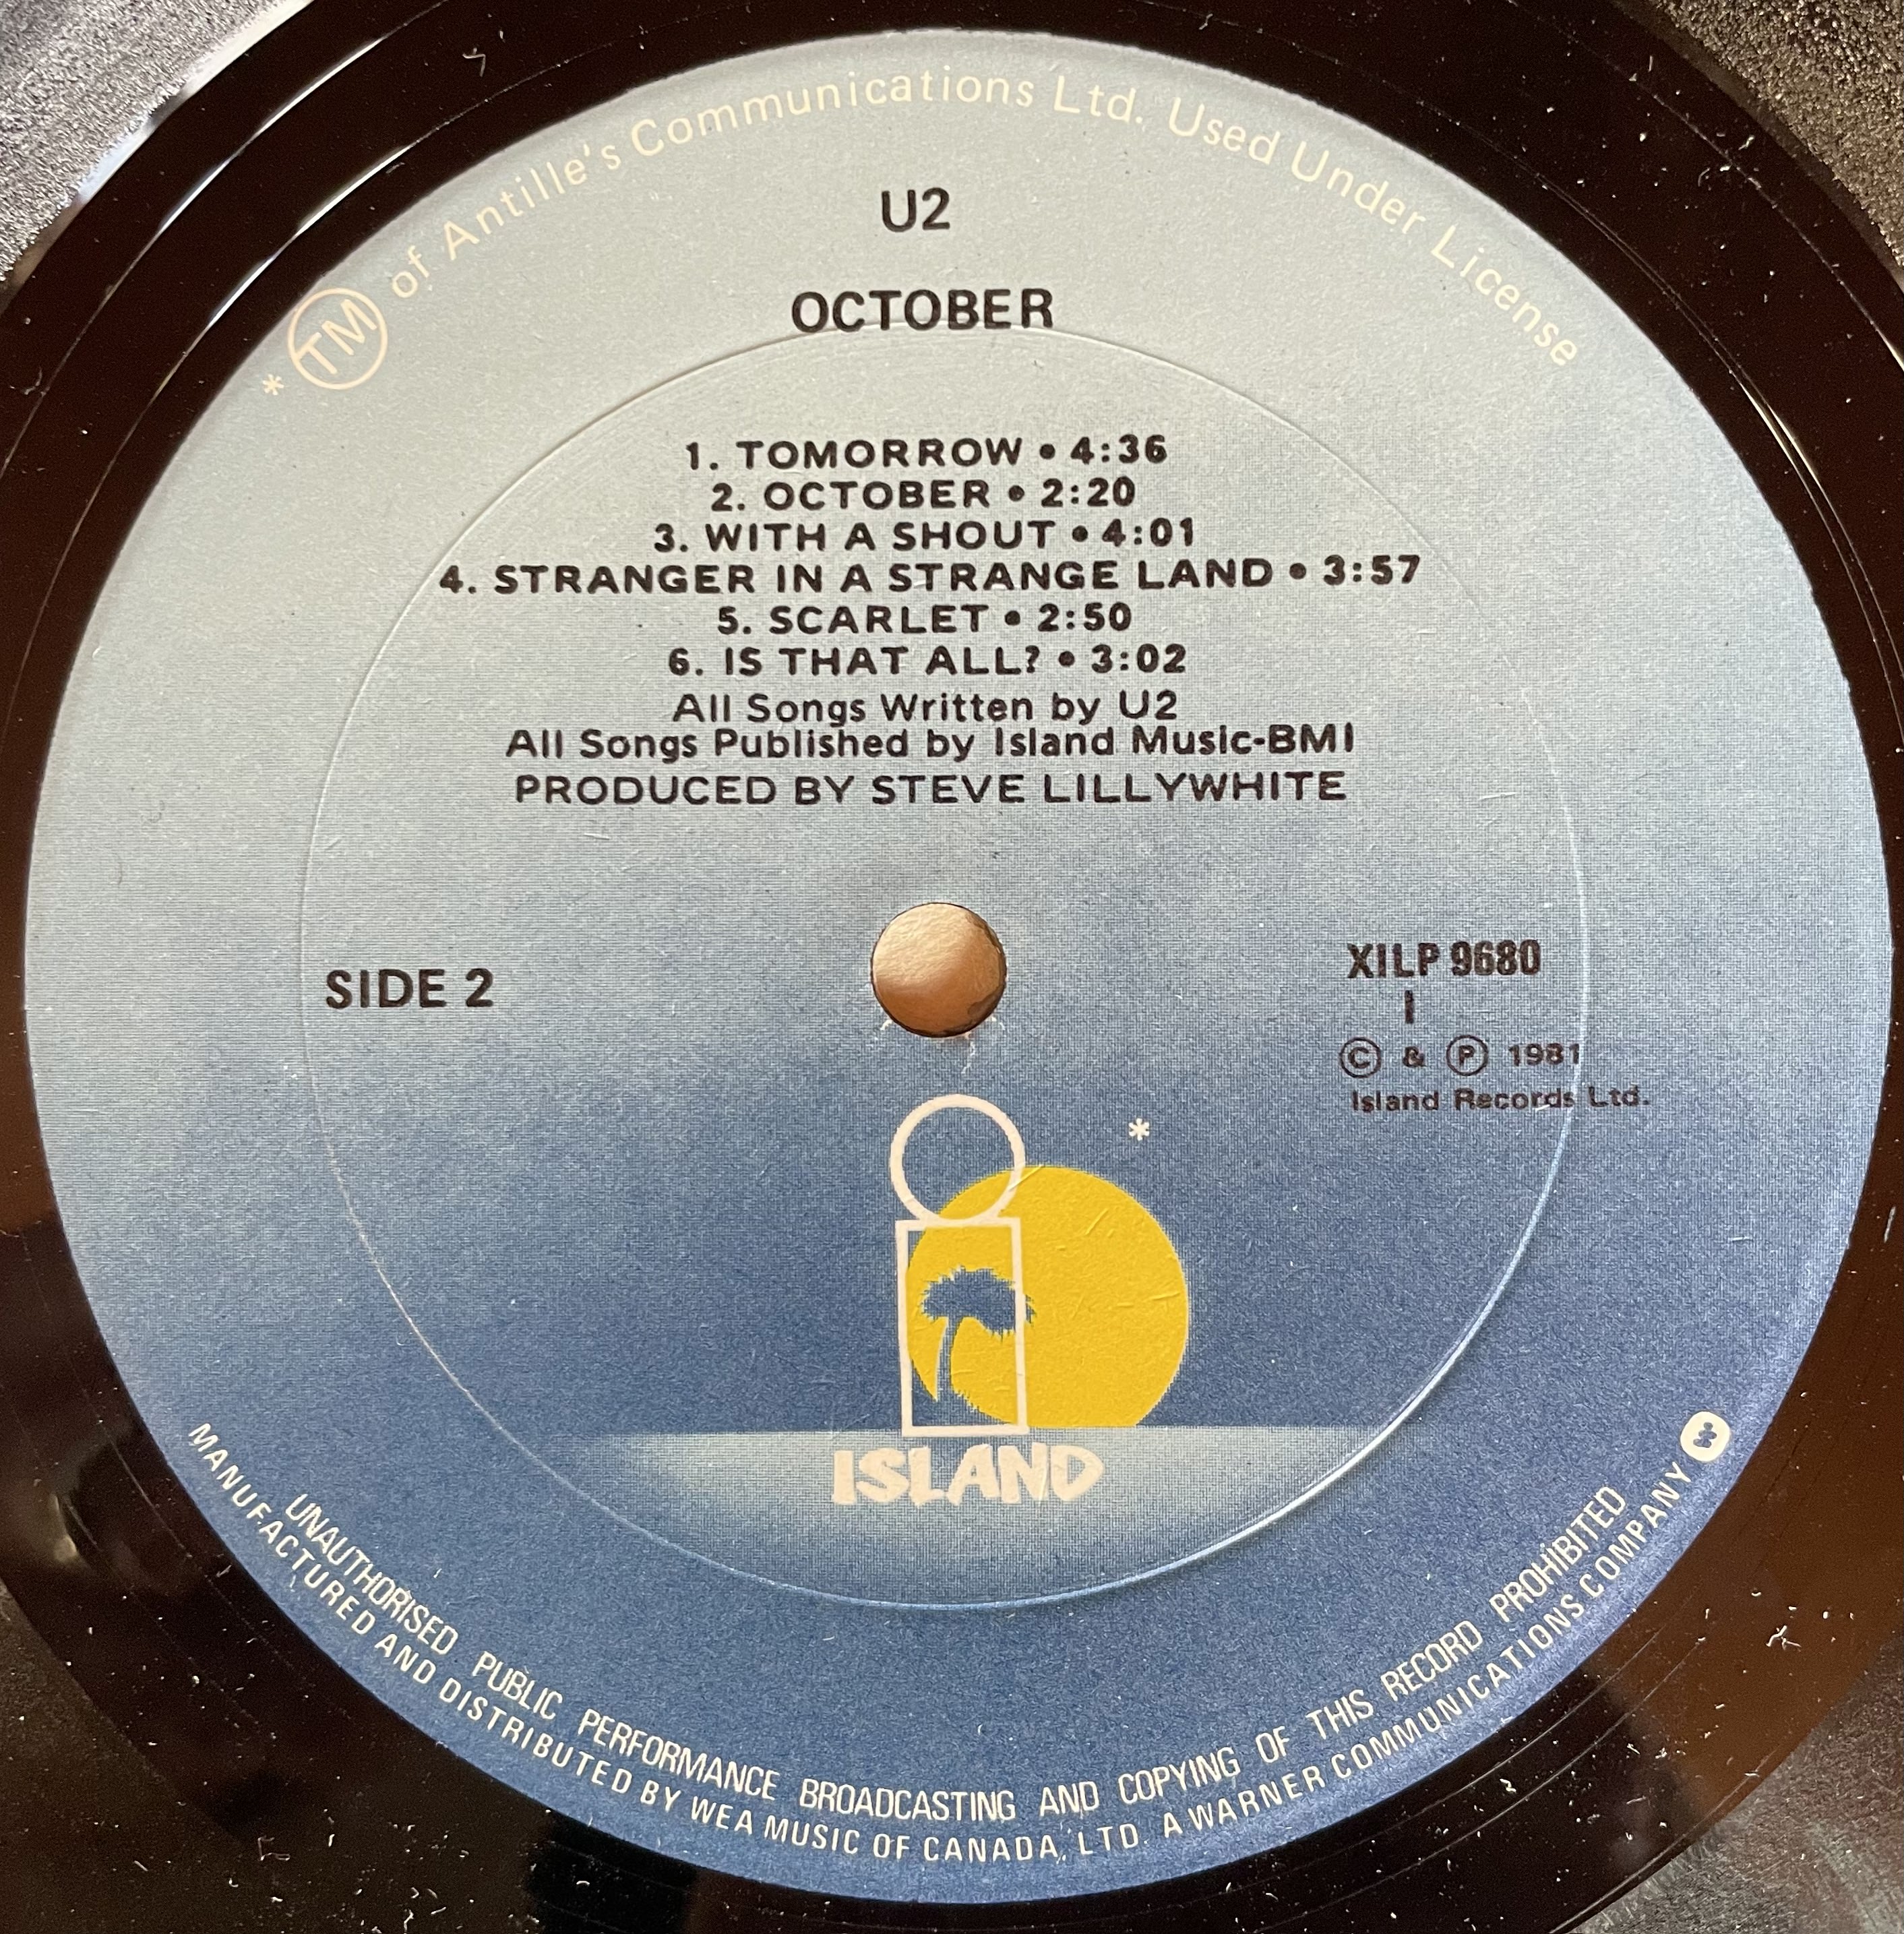 * TM of Antille's Communications Ltd. Used Under License
U2
OCTOBER
1. TOMORROW • 4:36
2. OCTOBER • 2:20
3. WITH A SHOUT • 4:01
4. STRANGER IN A STRANGE LAND • 3:57
5. SCARLET • 2:50
6. IS THAT ALL? • 3:02
All Songs Written by U2
All Songs Published by Island Music-BMI
PRODUCED BY STEVE LILLYWHITE
SIDE 2
XILP 9680
I
© & ℗ 1981
Island Records Ltd.
*
ISLAND
UNAUTHORISED PUBLIC PERFORMANCE BROADCASTING AND COPYING OF THIS RECORD PROHIBITED
MANUFACTURED AND DISTRIBUTED BY WEA MUSIC OF CANADA, LTD. A WARNER COMMUNICATIONS COMPANY